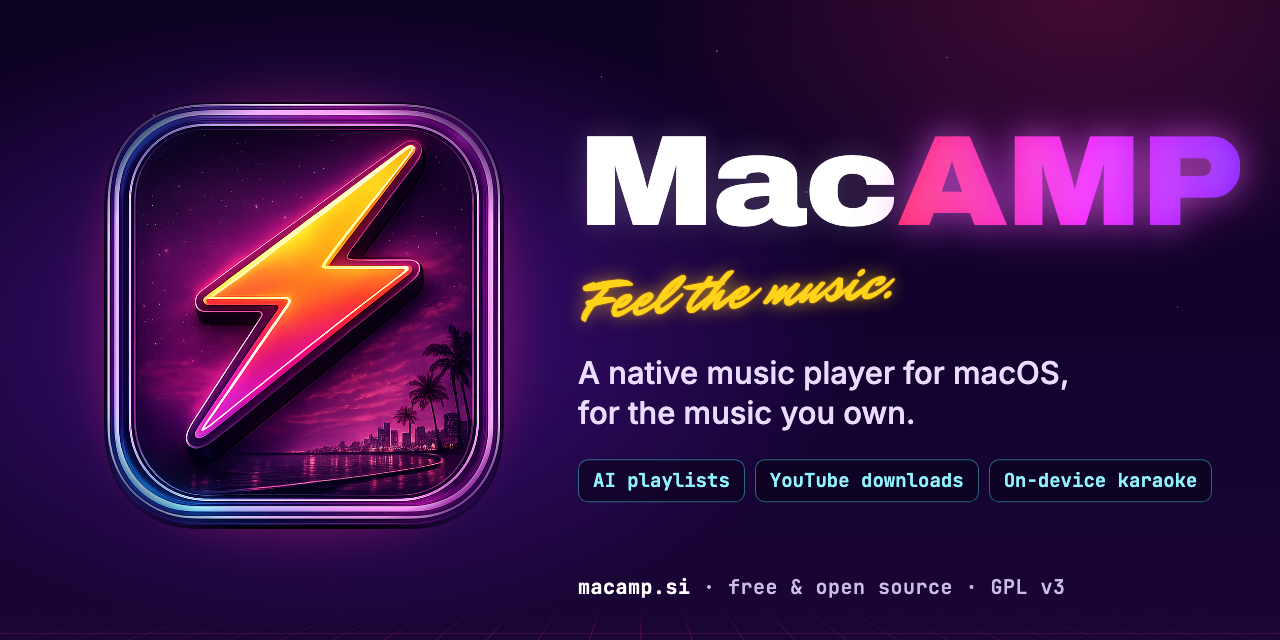 MacAMP
Feel the music.
A native music player for macOS,
for the music you own.
AI playlists
YouTube downloads
On-device karaoke
macamp.si · free & open source · GPL v3